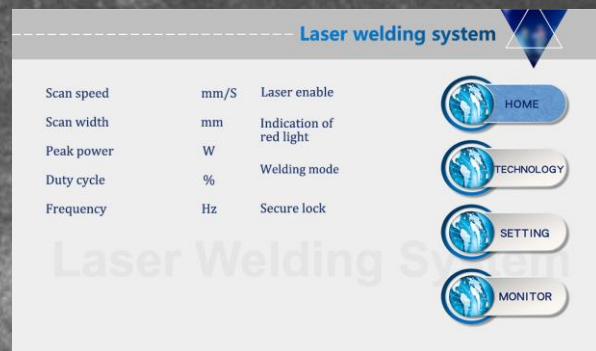 Laser welding system
Scan speed mm/S Laser enable
Scan width mm Indication of
red light
Peak power W
Welding mode
Duty cycle %
Frequency Hz Secure lock
HOME
TECHNOLOGY
SETTING
MONITOR
Laser Welding System